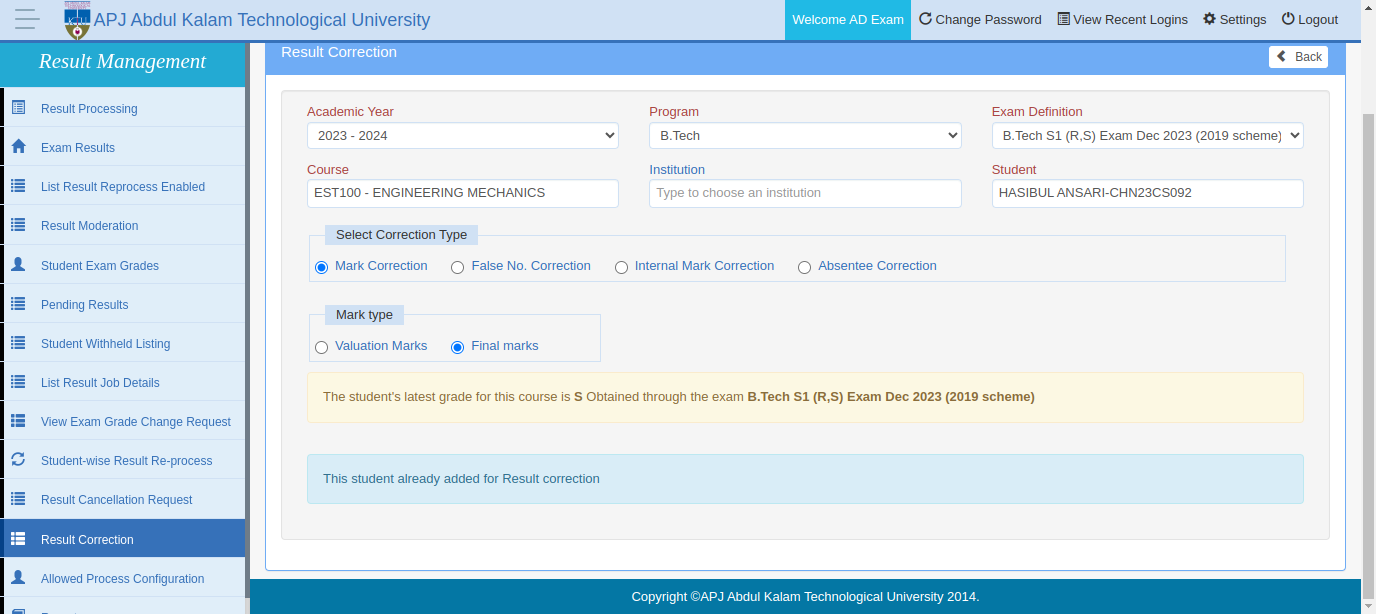 APJ Abdul Kalam Technological University
Welcome AD Exam Change Password View Recent Logins Settings Logout
Result Management
Result Processing
Exam Results
List Result Reprocess Enabled
Result Moderation
Student Exam Grades
Pending Results
Student Withheld Listing
List Result Job Details
View Exam Grade Change Request
Student-wise Result Re-process
Result Cancellation Request
Result Correction
Allowed Process Configuration
Result Correction
Back
Academic Year Program Exam Definition
2023 - 2024 B.Tech B.Tech S1 (R,S) Exam Dec 2023 (2019 scheme)
Course Institution Student
EST100 - ENGINEERING MECHANICS Type to choose an institution HASIBUL ANSARI-CHN23CS092
Select Correction Type
Mark Correction False No. Correction Internal Mark Correction Absentee Correction
Mark type
Valuation Marks Final marks
The student's latest grade for this course is S Obtained through the exam B.Tech S1 (R,S) Exam Dec 2023 (2019 scheme)
This student already added for Result correction
Copyright ©APJ Abdul Kalam Technological University 2014.